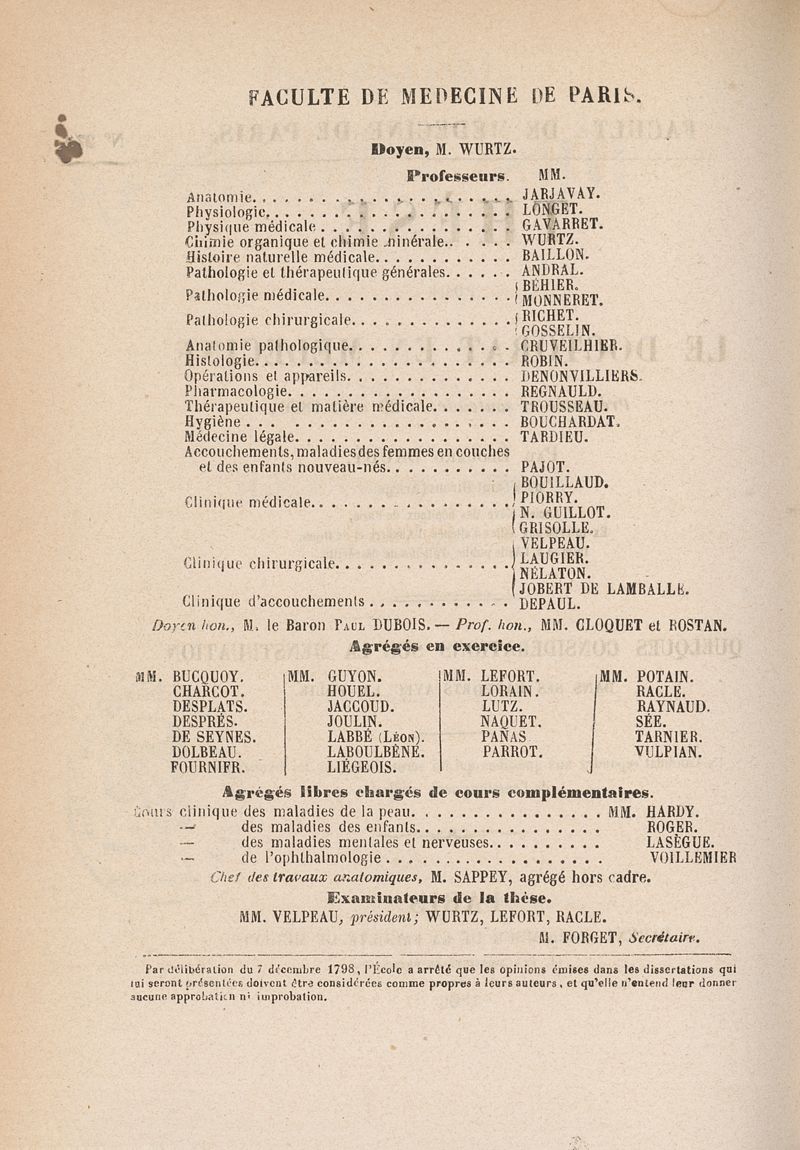 FACULTE DE MEDECINE DE PARIS.
Doyen, M. WURTZ.
Professeurs. MM.
Anatomie. . . . . . . . . . . . . . . . . . . . . JARJAVAY.
Physiologie. . . . . . . . . . . . . . . . . . . . LONGET.
Physique médicale . . . . . . . . . . . . . . . . GAVARRET.
Chimie organique et chimie minérale. . . . . . WURTZ.
Histoire naturelle médicale. . . . . . . . . . . . BAILLON.
Pathologie et thérapeutique générales. . . . . . ANDRAL.
Pathologie médicale. . . . . . . . . . . . . . . . BÉHIER.
MONNERET.
Pathologie chirurgicale. . . . . . . . . . . . . . RICHET.
GOSSELIN.
Anatomie pathologique. . . . . . . . . . . . . . CRUVEILHIER.
Histologie. . . . . . . . . . . . . . . . . . . . . ROBIN.
Opérations et appareils. . . . . . . . . . . . . . DENONVILLIERS.
Pharmacologie. . . . . . . . . . . . . . . . . . . REGNAULD.
Thérapeutique et matière médicale. . . . . . . TROUSSEAU.
Hygiène . . . . . . . . . . . . . . . . . . . . . BOUCHARDAT.
Médecine légale. . . . . . . . . . . . . . . . . . TARDIEU.
Accouchements, maladies des femmes en couches
et des enfants nouveau-nés. . . . . . . . . . . PAJOT.
Clinique médicale. . . . . . . . . . . . . . . . . BOUILLAUD.
PIORRY.
N. GUILLOT.
GRISOLLE.
Clinique chirurgicale. . . . . . . . . . . . . . . VELPEAU.
LAUGIER.
NÉLATON.
JOBERT DE LAMBALLE.
Clinique d'accouchements . . . . . . . . . . . . DEPAUL.
Doyen hon., M. le Baron PAUL DUBOIS. — Prof. hon., MM. CLOQUET et ROSTAN.
Agrégés en exercice.
MM. BUCQUOY. MM. GUYON. MM. LEFORT. MM. POTAIN.
CHARCOT. HOUEL. LORAIN. RACLE.
DESPLATS. JACCOUD. LUTZ. RAYNAUD.
DESPRÉS. JOULIN. NAQUET. SÉE.
DE SEYNES. LABBÉ (LÉON). PANAS TARNIER.
DOLBEAU. LABOULBÈNE. PARROT. VULPIAN.
FOURNIER. LIÉGEOIS.
Agrégés libres chargés de cours complémentaires.
Cours clinique des maladies de la peau. . . . . . . . . . . . . . . . MM. HARDY.
— des maladies des enfants. . . . . . . . . . . . . . . ROGER.
— des maladies mentales et nerveuses. . . . . . . . . . LASÈGUE.
— de l'ophthalmologie . . . . . . . . . . . . . . . . . . VOILLEMIER
Chef des travaux anatomiques, M. SAPPEY, agrégé hors cadre.
Examinateurs de la thèse.
MM. VELPEAU, président; WURTZ, LEFORT, RACLE.
M. FORGET, Secrétaire.
Par délibération du 7 décembre 1798, l'École a arrêté que les opinions émises dans les dissertations qui
lui seront présentées doivent être considérées comme propres à leurs auteurs, et qu'elle n'entend leur donner
aucune approbation ni improbation.